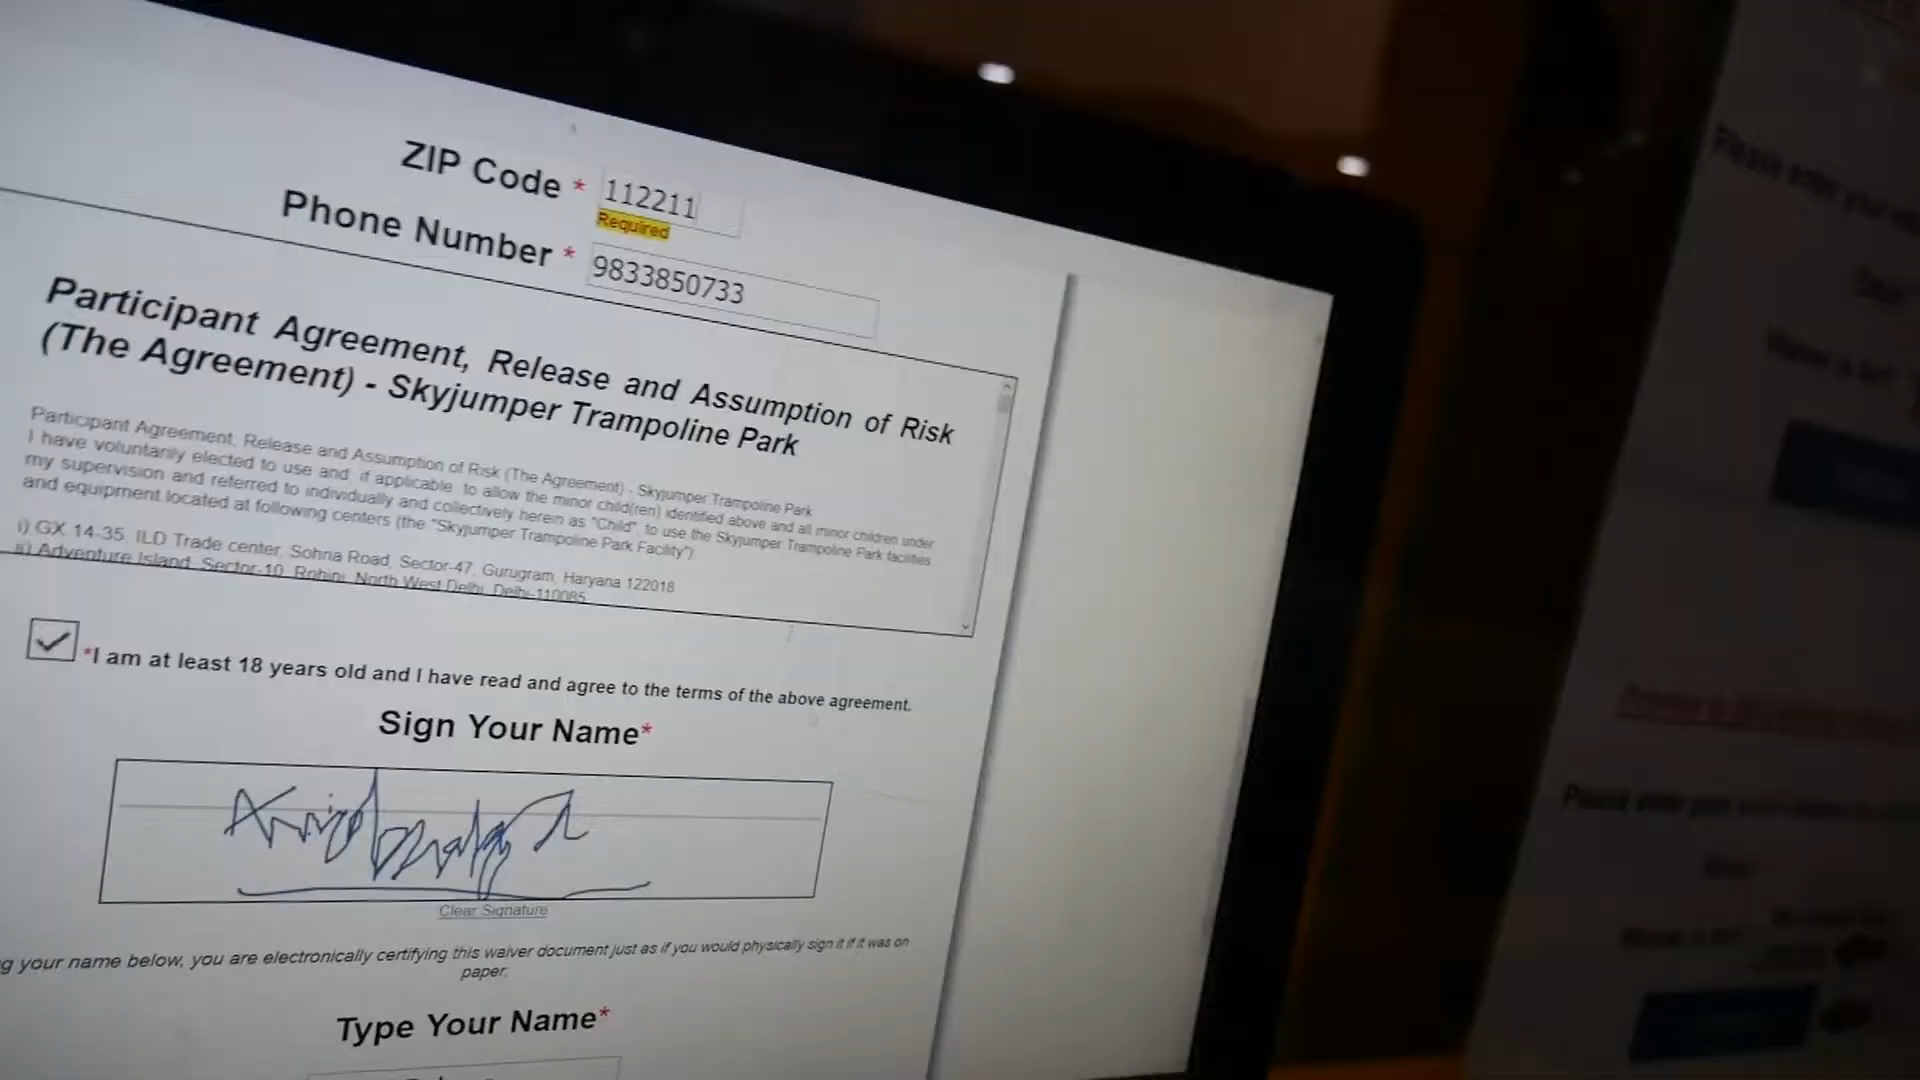 ZIP Code * 112211
Required
Phone Number * 9833850733
Participant Agreement, Release and Assumption of Risk
(The Agreement) - Skyjumper Trampoline Park
Participant Agreement, Release and Assumption of Risk (The Agreement) - Skyjumper Trampoline Park
I have voluntarily elected to use and, if applicable, to allow the minor child(ren) identified above and all minor children under
my supervision and referred to individually and collectively herein as "Child", to use the Skyjumper Trampoline Park facilities
and equipment located at following centers (the "Skyjumper Trampoline Park Facility")
i) GX 14-35, ILD Trade center, Sohna Road, Sector-47, Gurugram, Haryana 122018
ii) Adventure Island, Sector-10, Rohini, North West Delhi, Delhi-110085
*I am at least 18 years old and I have read and agree to the terms of the above agreement.
Sign Your Name*
Clear Signature
g your name below, you are electronically certifying this waiver document just as if you would physically sign it if it was on
paper.
Type Your Name*
Please enter your